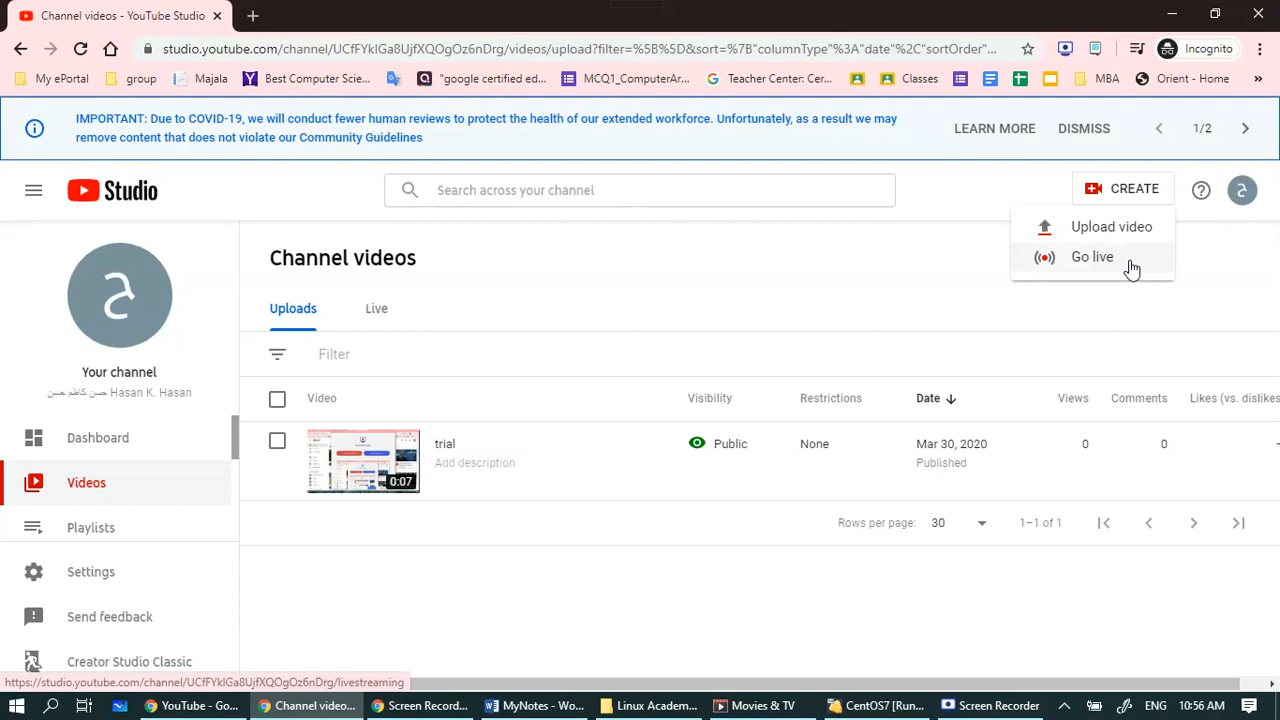 Channel videos - YouTube Studio
studio.youtube.com/channel/UCfFYkIGa8UjfXQOgOz6nDrg/videos/upload?filter=%5B%5D&sort=%7B"columnType"%3A"date"%2C"sortOrder"...
Incognito
My ePortal
group
Majala
Best Computer Scie...
"google certified ed...
MCQ1_ComputerAr...
Teacher Center: Cer...
Classes
MBA
Orient - Home
»
IMPORTANT: Due to COVID-19, we will conduct fewer human reviews to protect the health of our extended workforce. Unfortunately, as a result we may
remove content that does not violate our Community Guidelines
LEARN MORE
DISMISS
1/2
Studio
Search across your channel
CREATE
ح
Upload video
Go live
ح
Your channel
حسن كاظم حسن Hasan K. Hasan
Dashboard
Videos
Playlists
Settings
Send feedback
Creator Studio Classic
Channel videos
Uploads
Live
Filter
Video
Visibility
Restrictions
Date
Views
Comments
Likes (vs. dislikes
0:07
trial
Add description
Public
None
Mar 30, 2020
Published
0
0
Rows per page:
30
1–1 of 1
https://studio.youtube.com/channel/UCfFYkIGa8UjfXQOgOz6nDrg/livestreaming
YouTube - Go...
Channel video...
Screen Record...
MyNotes - Wo...
Linux Academ...
Movies & TV
CentOS7 [Run...
Screen Recorder
10:56 AM